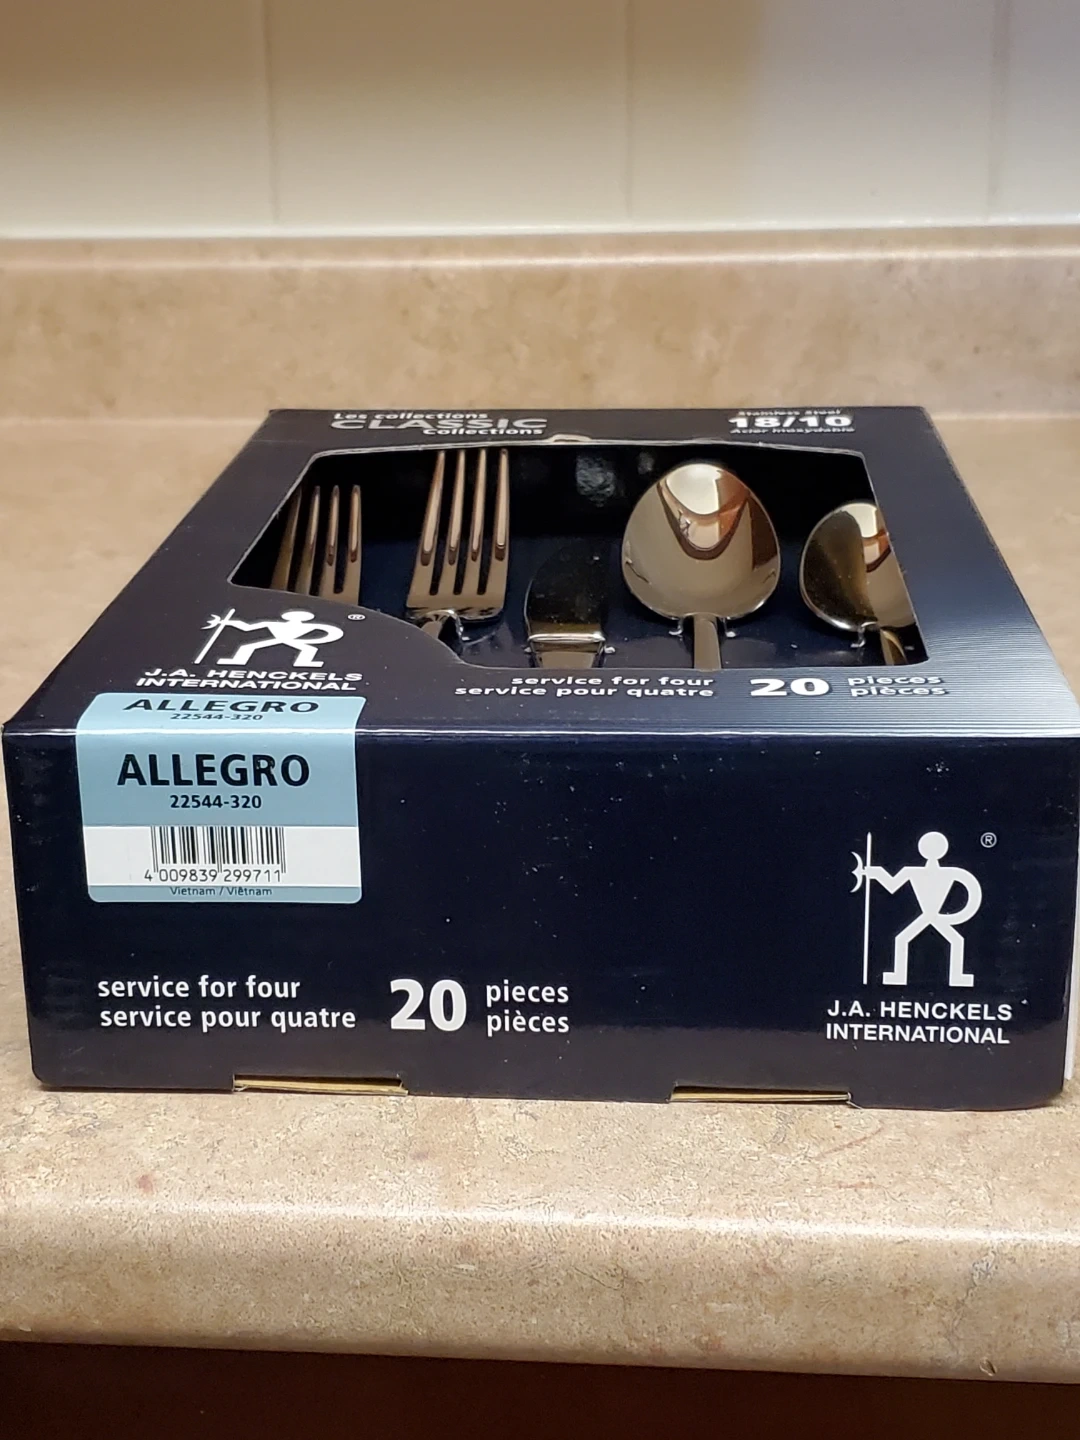 Les collections
CLASSIC
collections
Stainless Steel
18/10
Acier Inoxydable
®
J.A. HENCKELS
INTERNATIONAL
service for four
service pour quatre
20
pieces
pièces
ALLEGRO
22544-320
ALLEGRO
22544-320
4 009839 299711
Vietnam / Viêtnam
service for four
service pour quatre
20
pieces
pièces
®
J.A. HENCKELS
INTERNATIONAL